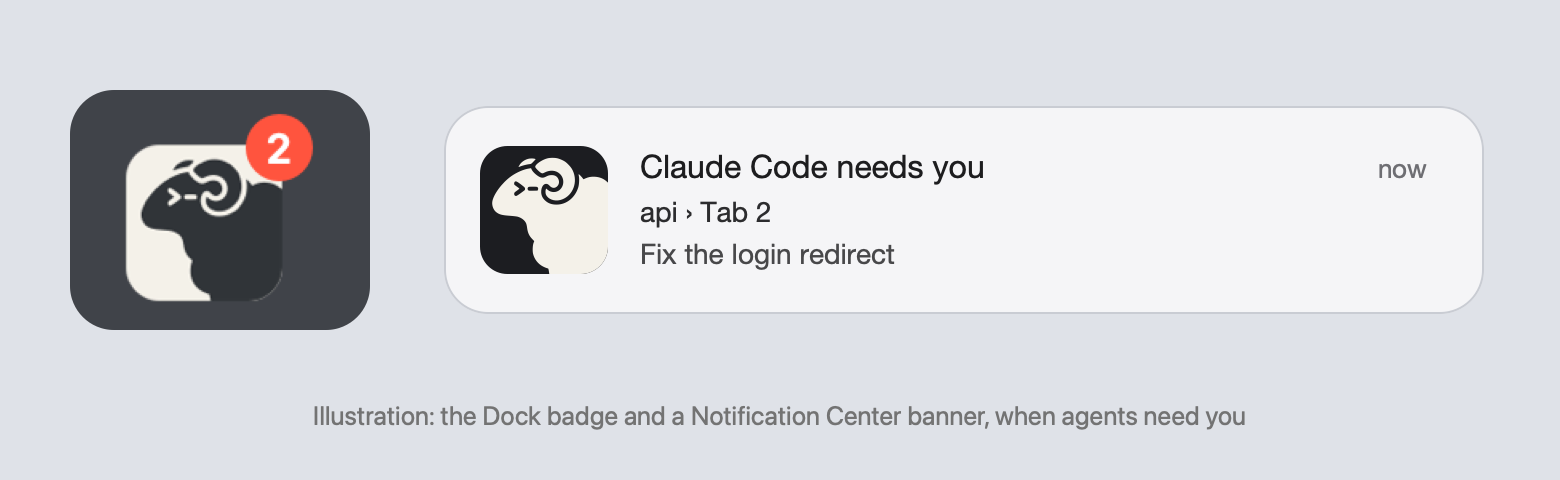 2
Claude Code needs you
now
api › Tab 2
Fix the login redirect
Illustration: the Dock badge and a Notification Center banner, when agents need you